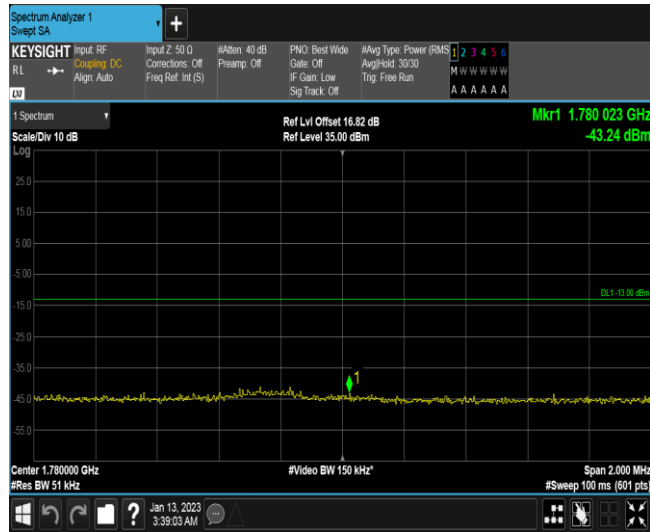 Spectrum Analyzer 1
Swept SA
+
KEYSIGHT
RL
LXI
Input: RF
Coupling: DC
Align: Auto
Input Z: 50 Ω
Corrections: Off
Freq Ref: Int (S)
#Atten: 40 dB
Preamp: Off
PNO: Best Wide
Gate: Off
IF Gain: Low
Sig Track: Off
#Avg Type: Power (RMS
Avg|Hold: 30/30
Trig: Free Run
1 2 3 4 5 6
M W W W W W
A A A A A A
1 Spectrum
Scale/Div 10 dB
Log
Ref Lvl Offset 16.82 dB
Ref Level 35.00 dBm
Mkr1 1.780 023 GHz
-43.24 dBm
25.0
15.0
5.00
-5.00
DL1 -13.00 dBm
-15.0
-25.0
-35.0
1
-45.0
-55.0
Center 1.780000 GHz
#Res BW 51 kHz
#Video BW 150 kHz*
Span 2.000 MHz
#Sweep 100 ms (601 pts)
?
Jan 13, 2023
3:39:03 AM